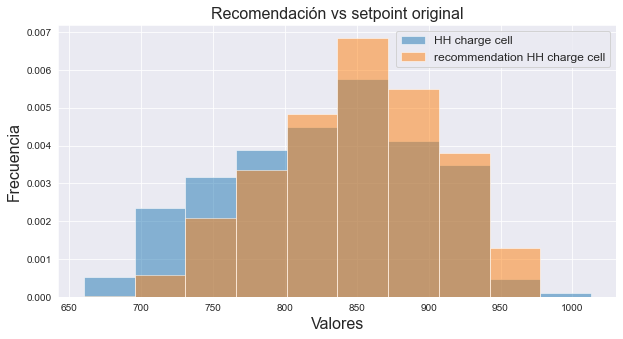 Recomendación vs setpoint original
HH charge cell
recommendation HH charge cell
Frecuencia
0.007
0.006
0.005
0.004
0.003
0.002
0.001
0.000
650 700 750 800 850 900 950 1000
Valores